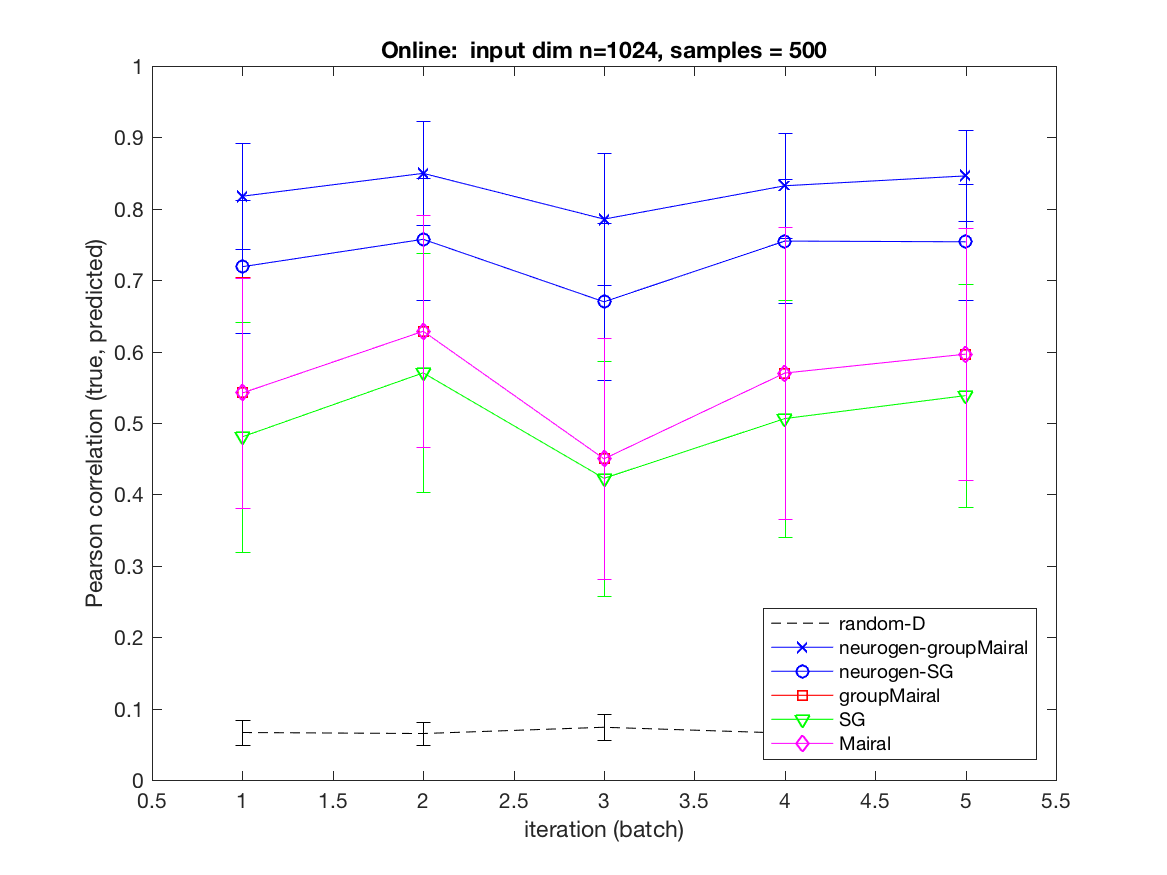 Online:  input dim n=1024, samples = 500
1
0.9
0.8
0.7
0.6
0.5
0.4
0.3
0.2
0.1
0
Pearson correlation (true, predicted)
random-D
neurogen-groupMairal
neurogen-SG
groupMairal
SG
Mairal
0.5 1 1.5 2 2.5 3 3.5 4 4.5 5 5.5
iteration (batch)